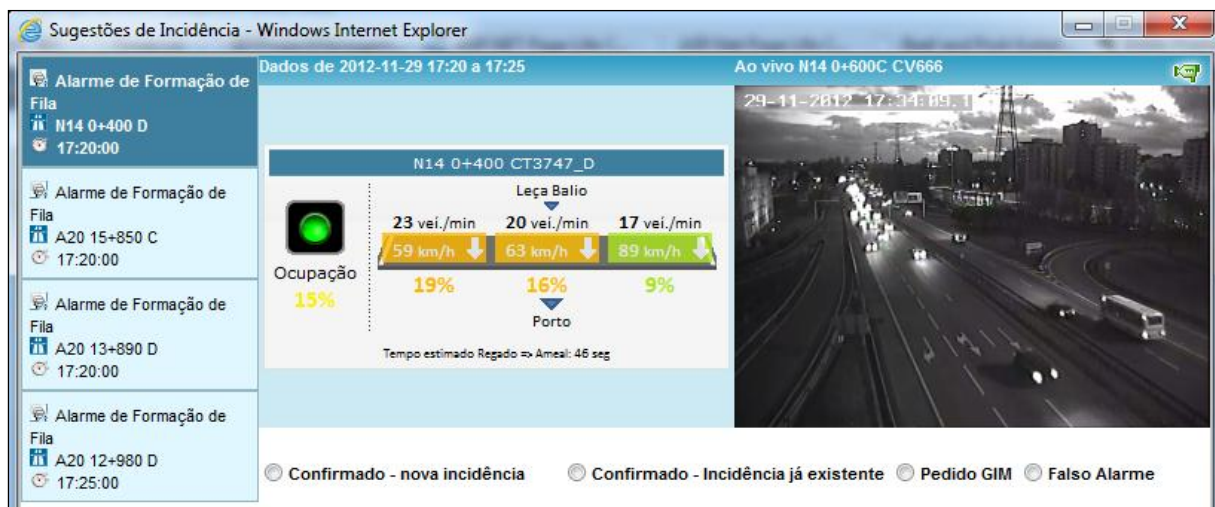 Sugestões de Incidência - Windows Internet Explorer
Alarme de Formação de
Fila
N14 0+400 D
17:20:00
Alarme de Formação de
Fila
A20 15+850 C
17:20:00
Alarme de Formação de
Fila
A20 13+890 D
17:20:00
Alarme de Formação de
Fila
A20 12+980 D
17:25:00
Dados de 2012-11-29 17:20 a 17:25
N14 0+400 CT3747_D
Leça Balio
23 veí./min 20 veí./min 17 veí./min
59 km/h 63 km/h 89 km/h
Ocupação
15%
19% 16% 9%
Porto
Tempo estimado Regado => Ameal: 46 seg
Ao vivo N14 0+600C CV666
29-11-2012 17:34:09.1
Confirmado - nova incidência Confirmado - Incidência já existente Pedido GIM Falso Alarme